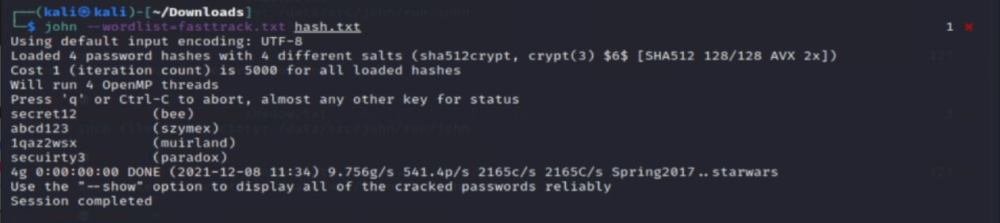 ┌──(kali㉿kali)-[~/Downloads]
└─$ john --wordlist=fasttrack.txt hash.txt 1 ⨯
Using default input encoding: UTF-8
Loaded 4 password hashes with 4 different salts (sha512crypt, crypt(3) $6$ [SHA512 128/128 AVX 2x])
Cost 1 (iteration count) is 5000 for all loaded hashes
Will run 4 OpenMP threads
Press 'q' or Ctrl-C to abort, almost any other key for status
secret12 (bee)
abcd123 (szymex)
1qaz2wsx (muirland)
secuirty3 (paradox)
4g 0:00:00:00 DONE (2021-12-08 11:34) 9.756g/s 541.4p/s 2165c/s 2165C/s Spring2017..starwars
Use the "--show" option to display all of the cracked passwords reliably
Session completed